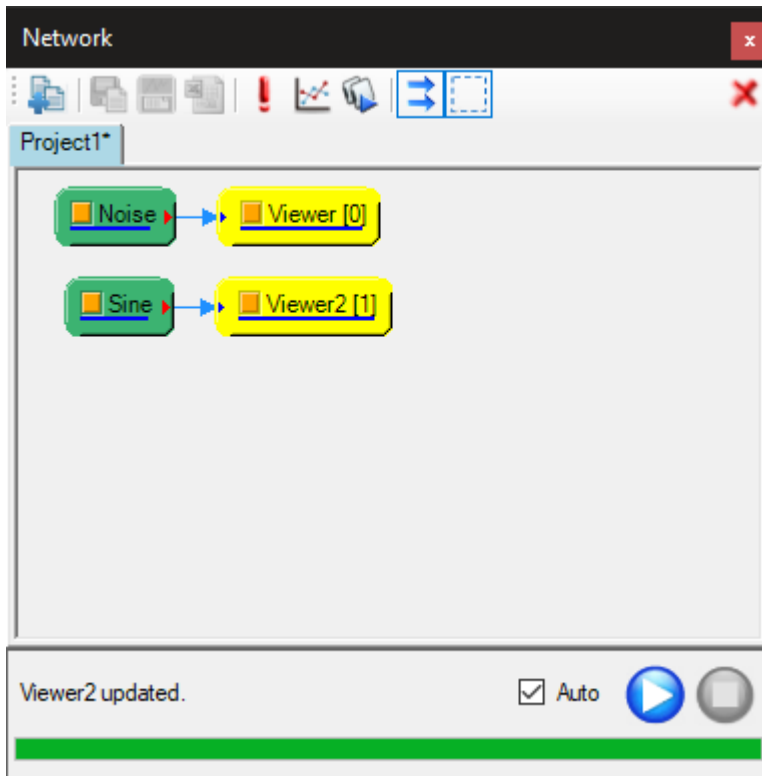 Network
x
Project1*
Noise
Viewer [0]
Sine
Viewer2 [1]
Viewer2 updated.
Auto